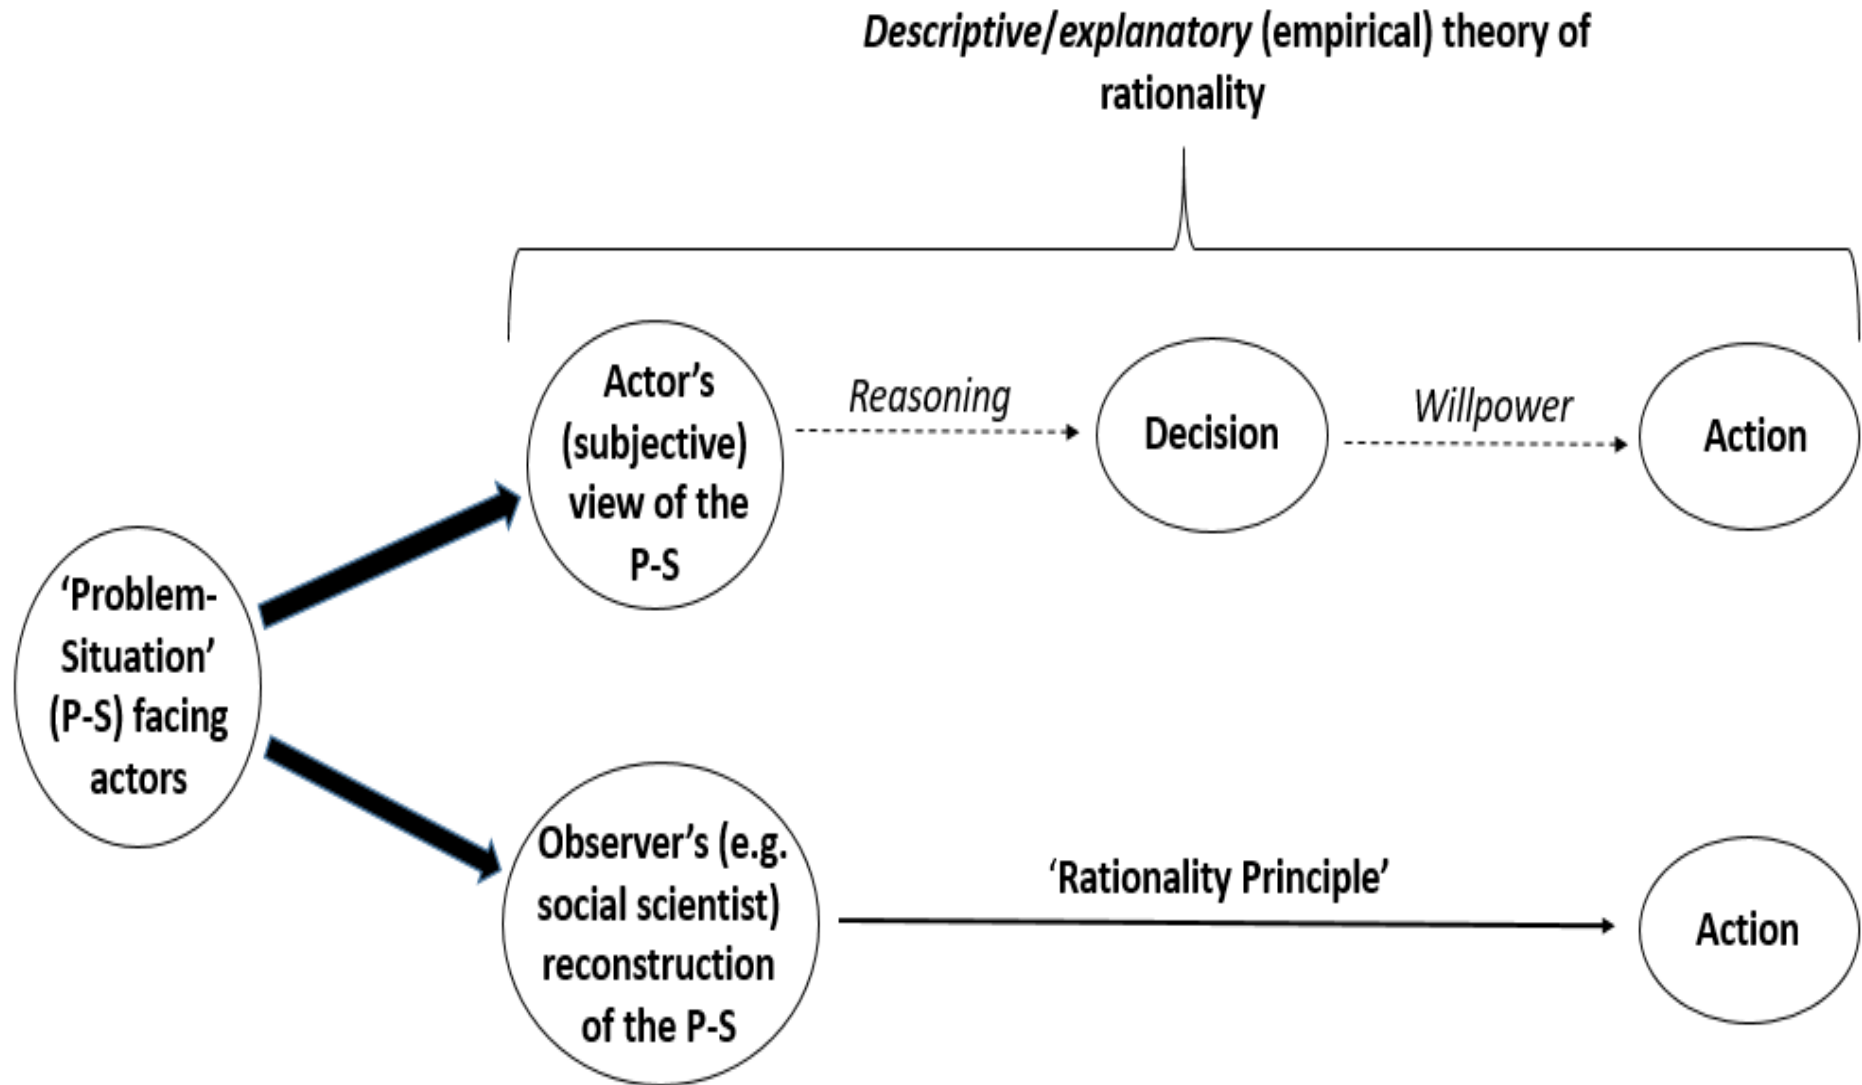 Descriptive/explanatory (empirical) theory of
rationality
Actor’s
(subjective)
view of the
P-S
Reasoning
Decision
Willpower
Action
‘Problem-
Situation’
(P-S) facing
actors
Observer’s (e.g.
social scientist)
reconstruction
of the P-S
‘Rationality Principle’
Action